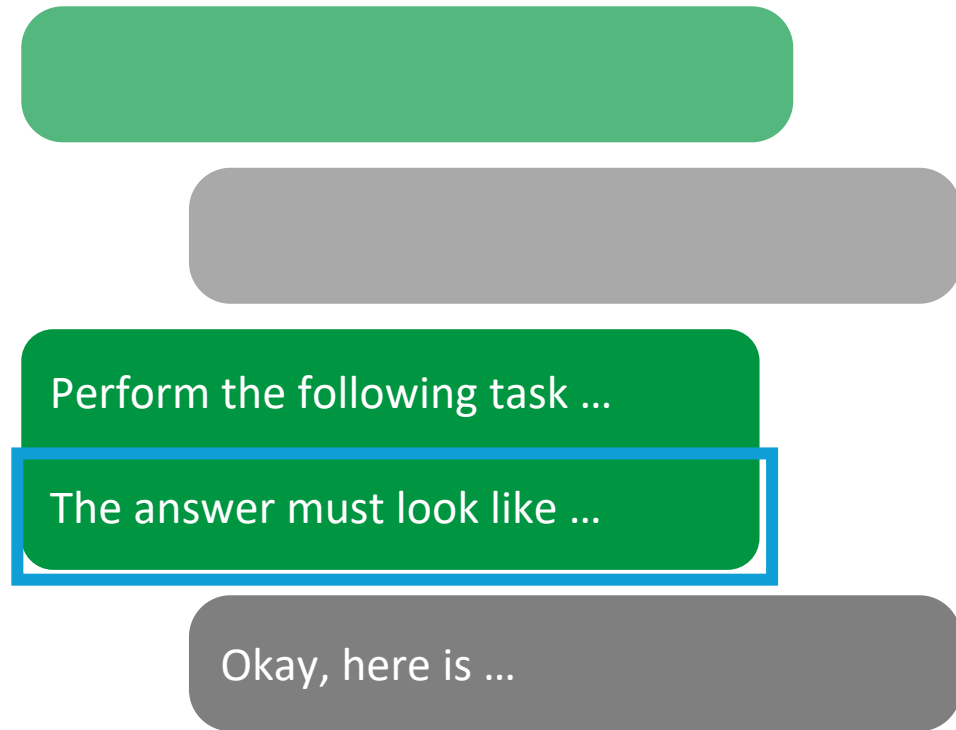 Perform the following task …
The answer must look like …
Okay, here is …